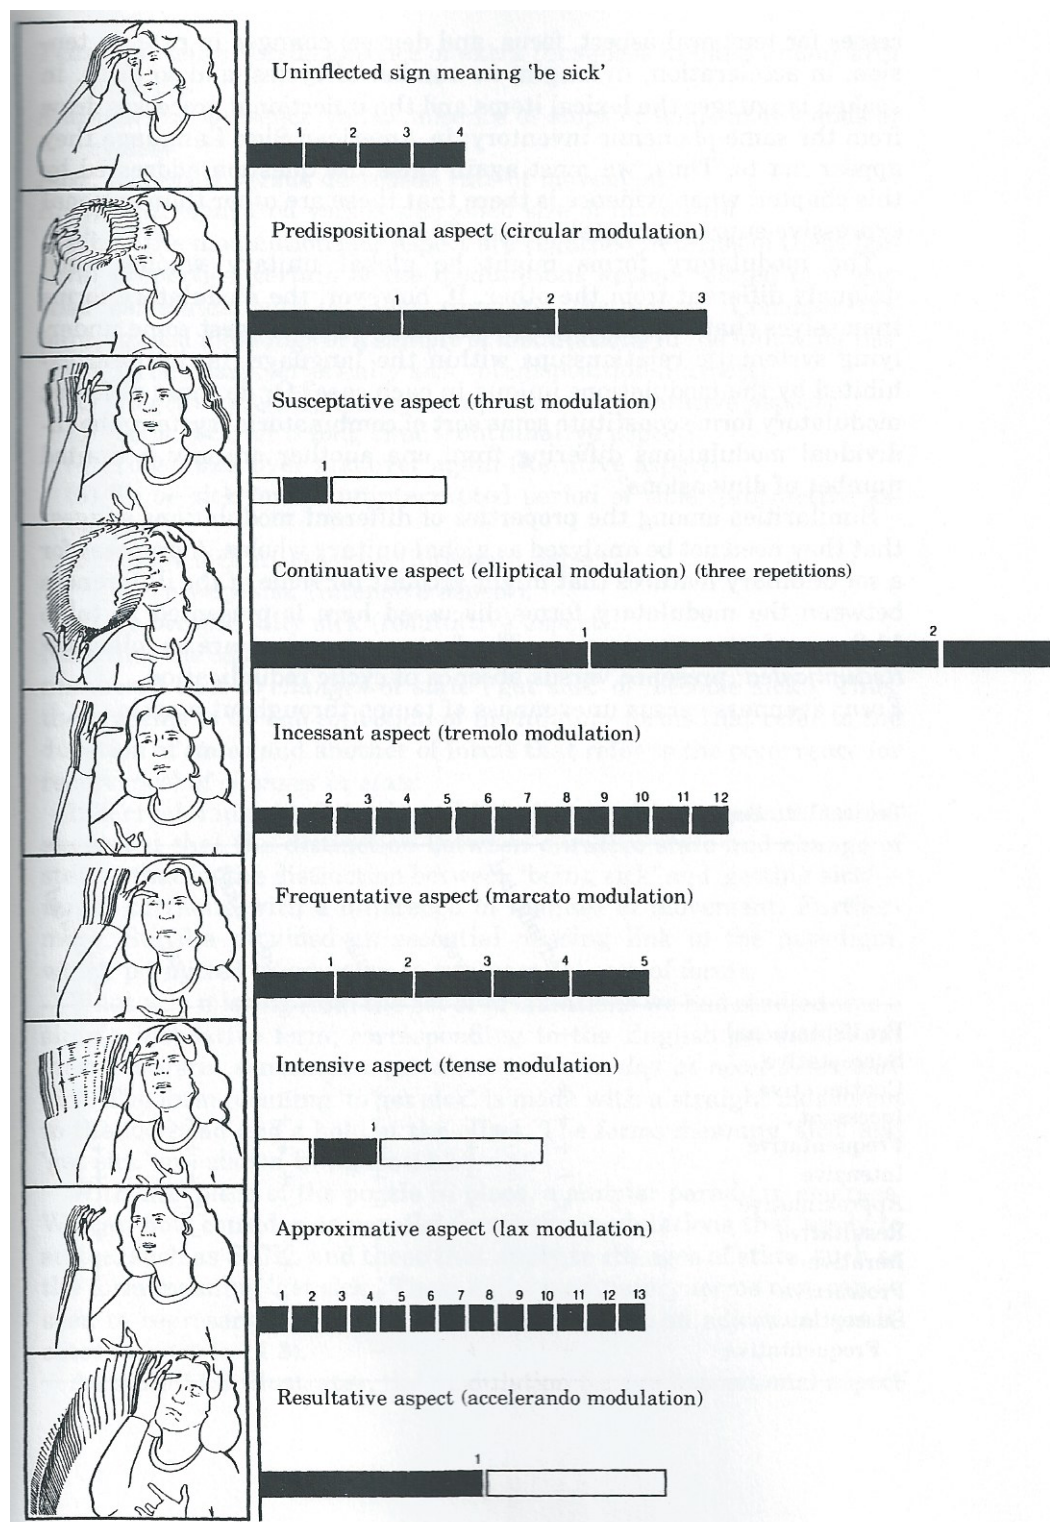 Uninflected sign meaning ‘be sick’
1 2 3 4
Predispositional aspect (circular modulation)
1 2 3
Susceptative aspect (thrust modulation)
1
Continuative aspect (elliptical modulation) (three repetitions)
1 2
Incessant aspect (tremolo modulation)
1 2 3 4 5 6 7 8 9 10 11 12
Frequentative aspect (marcato modulation)
1 2 3 4 5
Intensive aspect (tense modulation)
1
Approximative aspect (lax modulation)
1 2 3 4 5 6 7 8 9 10 11 12 13
Resultative aspect (accelerando modulation)
1